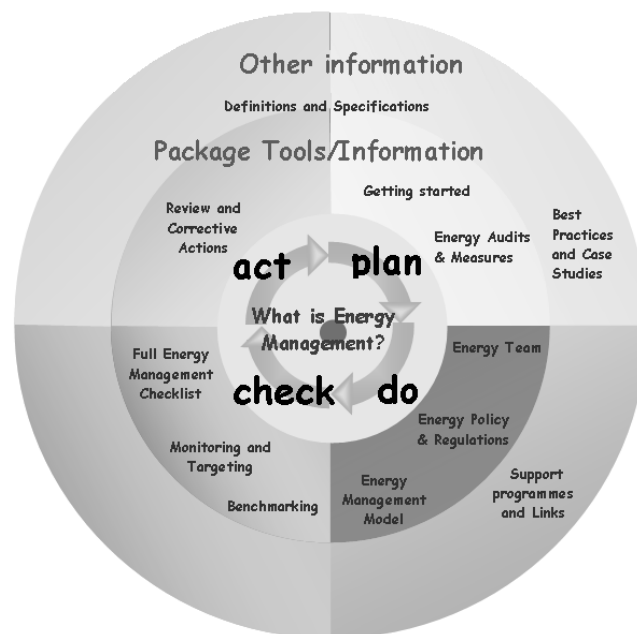 Other information
Definitions and Specifications
Package Tools/Information
Getting started
Review and
Corrective
Actions
Energy Audits
& Measures
Best
Practices
and Case
Studies
act
plan
What is Energy
Management?
check
do
Full Energy
Management
Checklist
Monitoring and
Targeting
Benchmarking
Energy Team
Energy Policy
& Regulations
Energy
Management
Model
Support
programmes
and Links